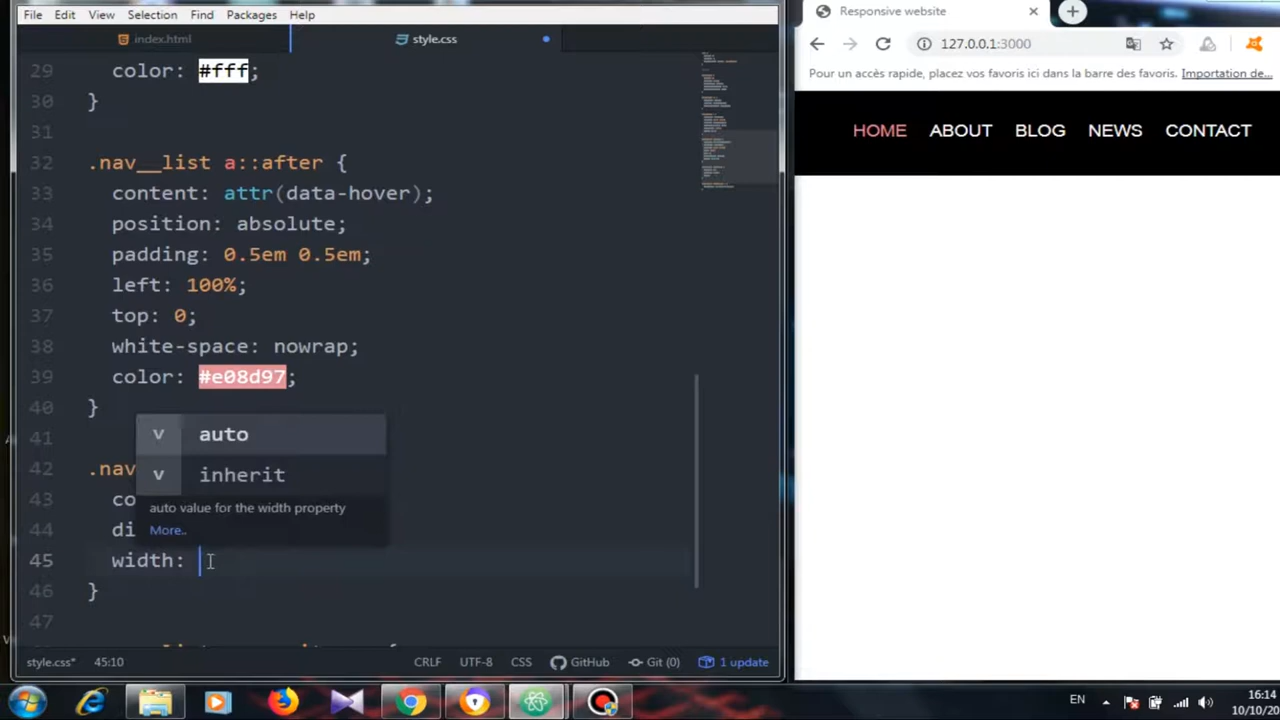 File Edit View Selection Find Packages Help
index.html
style.css
29 color: #fff;
30 }
31
32 .nav__list a::after {
33 content: attr(data-hover);
34 position: absolute;
35 padding: 0.5em 0.5em;
36 left: 100%;
37 top: 0;
38 white-space: nowrap;
39 color: #e08d97;
40 }
41
42 .nav
43 co
44 di
45 width:
46 }
47
v auto
v inherit
auto value for the width property
More..
style.css* 45:10 CRLF UTF-8 CSS GitHub Git (0) 1 update
Responsive website
127.0.0.1:3000
Pour un accès rapide, placez vos favoris ici dans la barre des favoris. Importation de...
HOME ABOUT BLOG NEWS CONTACT
EN
16:14
10/10/20